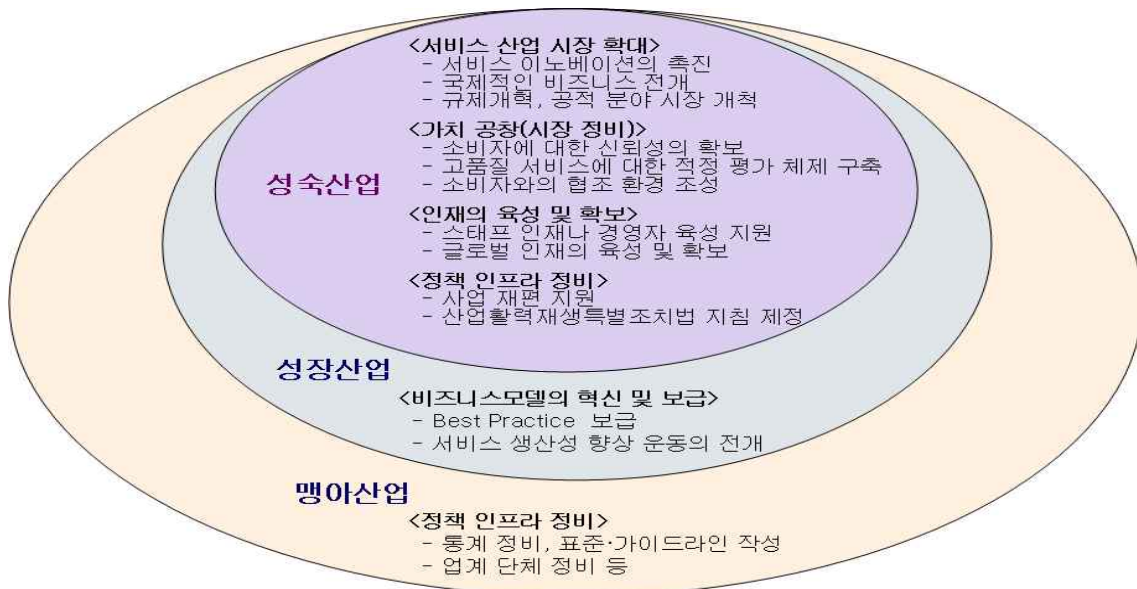 <서비스 산업 시장 확대>
- 서비스 이노베이션의 촉진
- 국제적인 비즈니스 전개
- 규제개혁, 공적 분야 시장 개척
<가치 공창(시장 정비)>
- 소비자에 대한 신뢰성의 확보
- 고품질 서비스에 대한 적정 평가 체제 구축
- 소비자와의 협조 환경 조성
성숙산업
<인재의 육성 및 확보>
- 스태프 인재나 경영자 육성 지원
- 글로벌 인재의 육성 및 확보
<정책 인프라 정비>
- 사업 재편 지원
- 산업활력재생특별조치법 지침 제정
성장산업
<비즈니스모델의 혁신 및 보급>
- Best Practice 보급
- 서비스 생산성 향상 운동의 전개
맹아산업
<정책 인프라 정비>
- 통계 정비, 표준·가이드라인 작성
- 업계 단체 정비 등